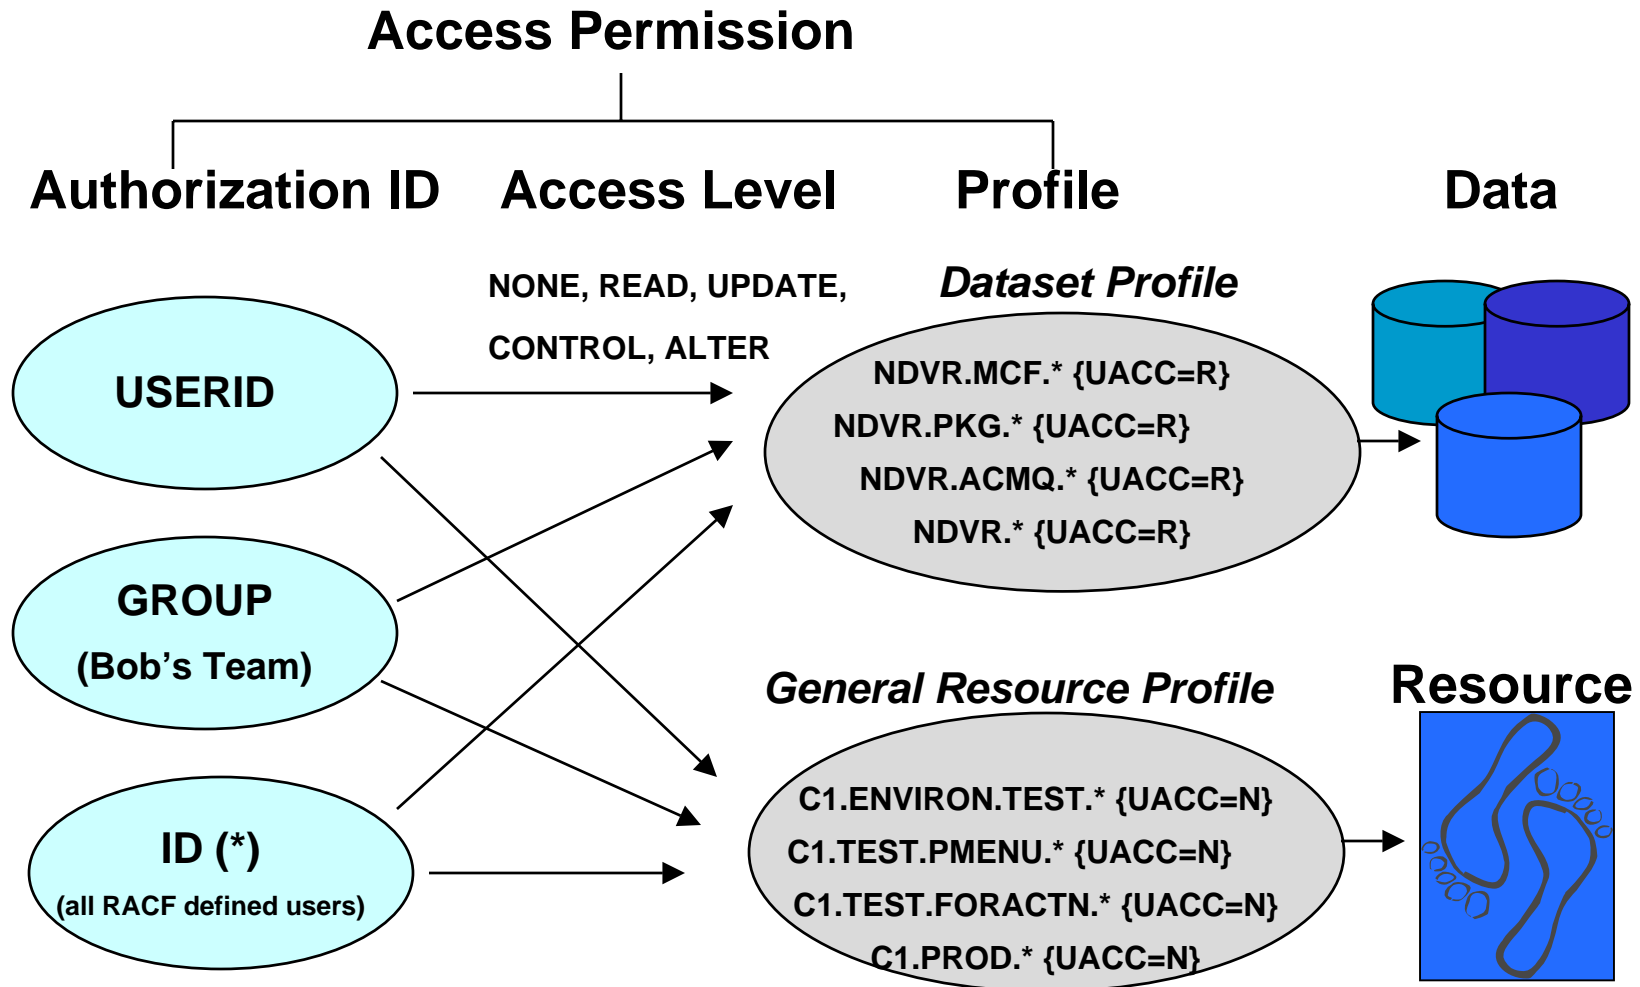 Access Permission
Authorization ID
Access Level
Profile
Data
NONE, READ, UPDATE,
CONTROL, ALTER
Dataset Profile
USERID
NDVR.MCF.* {UACC=R}
NDVR.PKG.* {UACC=R}
NDVR.ACMQ.* {UACC=R}
NDVR.* {UACC=R}
GROUP
(Bob’s Team)
General Resource Profile
Resource
ID (*)
(all RACF defined users)
C1.ENVIRON.TEST.* {UACC=N}
C1.TEST.PMENU.* {UACC=N}
C1.TEST.FORACTN.* {UACC=N}
C1.PROD.* {UACC=N}